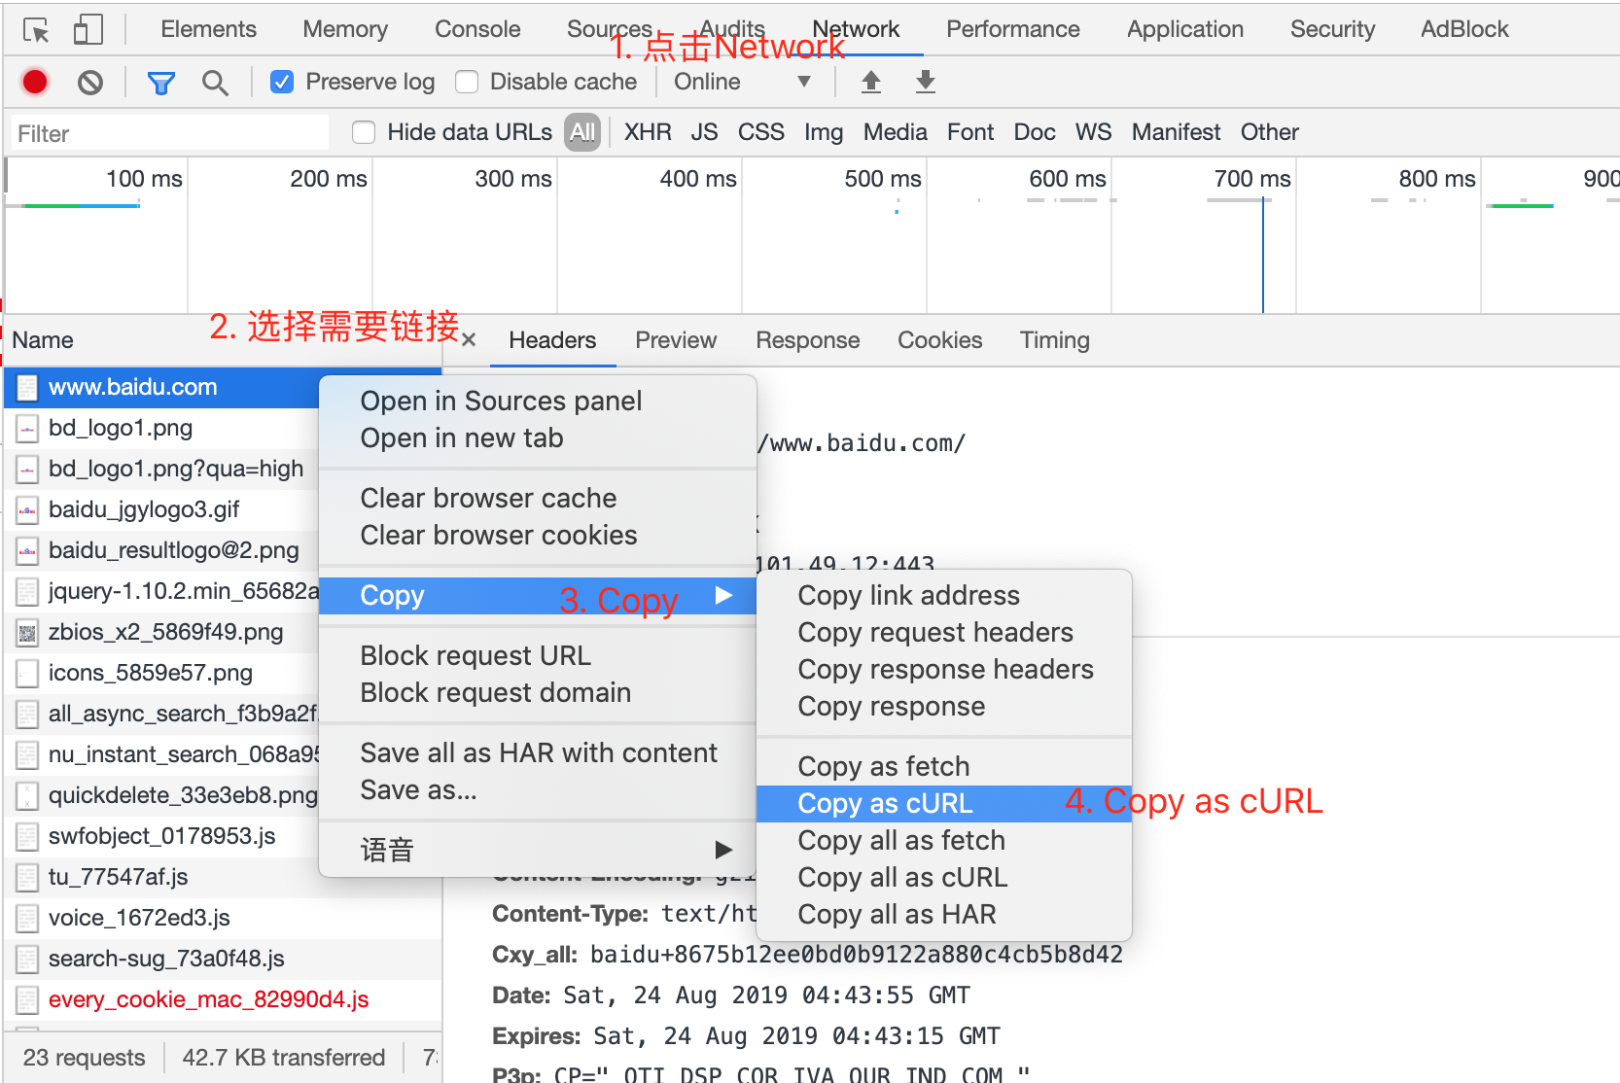 Elements Memory Console Sources Audits Network Performance Application Security AdBlock
1. 点击Network
Preserve log Disable cache Online
Filter Hide data URLs All XHR JS CSS Img Media Font Doc WS Manifest Other
100 ms 200 ms 300 ms 400 ms 500 ms 600 ms 700 ms 800 ms 900
2. 选择需要链接
Name × Headers Preview Response Cookies Timing
www.baidu.com
bd_logo1.png
bd_logo1.png?qua=high
baidu_jgylogo3.gif
baidu_resultlogo@2.png
jquery-1.10.2.min_65682a
zbios_x2_5869f49.png
icons_5859e57.png
all_async_search_f3b9a2f
nu_instant_search_068a95
quickdelete_33e3eb8.png
swfobject_0178953.js
tu_77547af.js
voice_1672ed3.js
search-sug_73a0f48.js
every_cookie_mac_82990d4.js
23 requests 42.7 KB transferred
Open in Sources panel
Open in new tab
Clear browser cache
Clear browser cookies
Copy
3. Copy
Block request URL
Block request domain
Save all as HAR with content
Save as...
语音
/www.baidu.com/
101.49.12:443
Copy link address
Copy request headers
Copy response headers
Copy response
Copy as fetch
Copy as cURL
4. Copy as cURL
Copy all as fetch
Copy all as cURL
Copy all as HAR
Content-Encoding: gzi
Content-Type: text/ht
Cxy_all: baidu+8675b12ee0bd0b9122a880c4cb5b8d42
Date: Sat, 24 Aug 2019 04:43:55 GMT
Expires: Sat, 24 Aug 2019 04:43:15 GMT
P3p: CP=" OTI DSP COR IVA OUR IND COM "